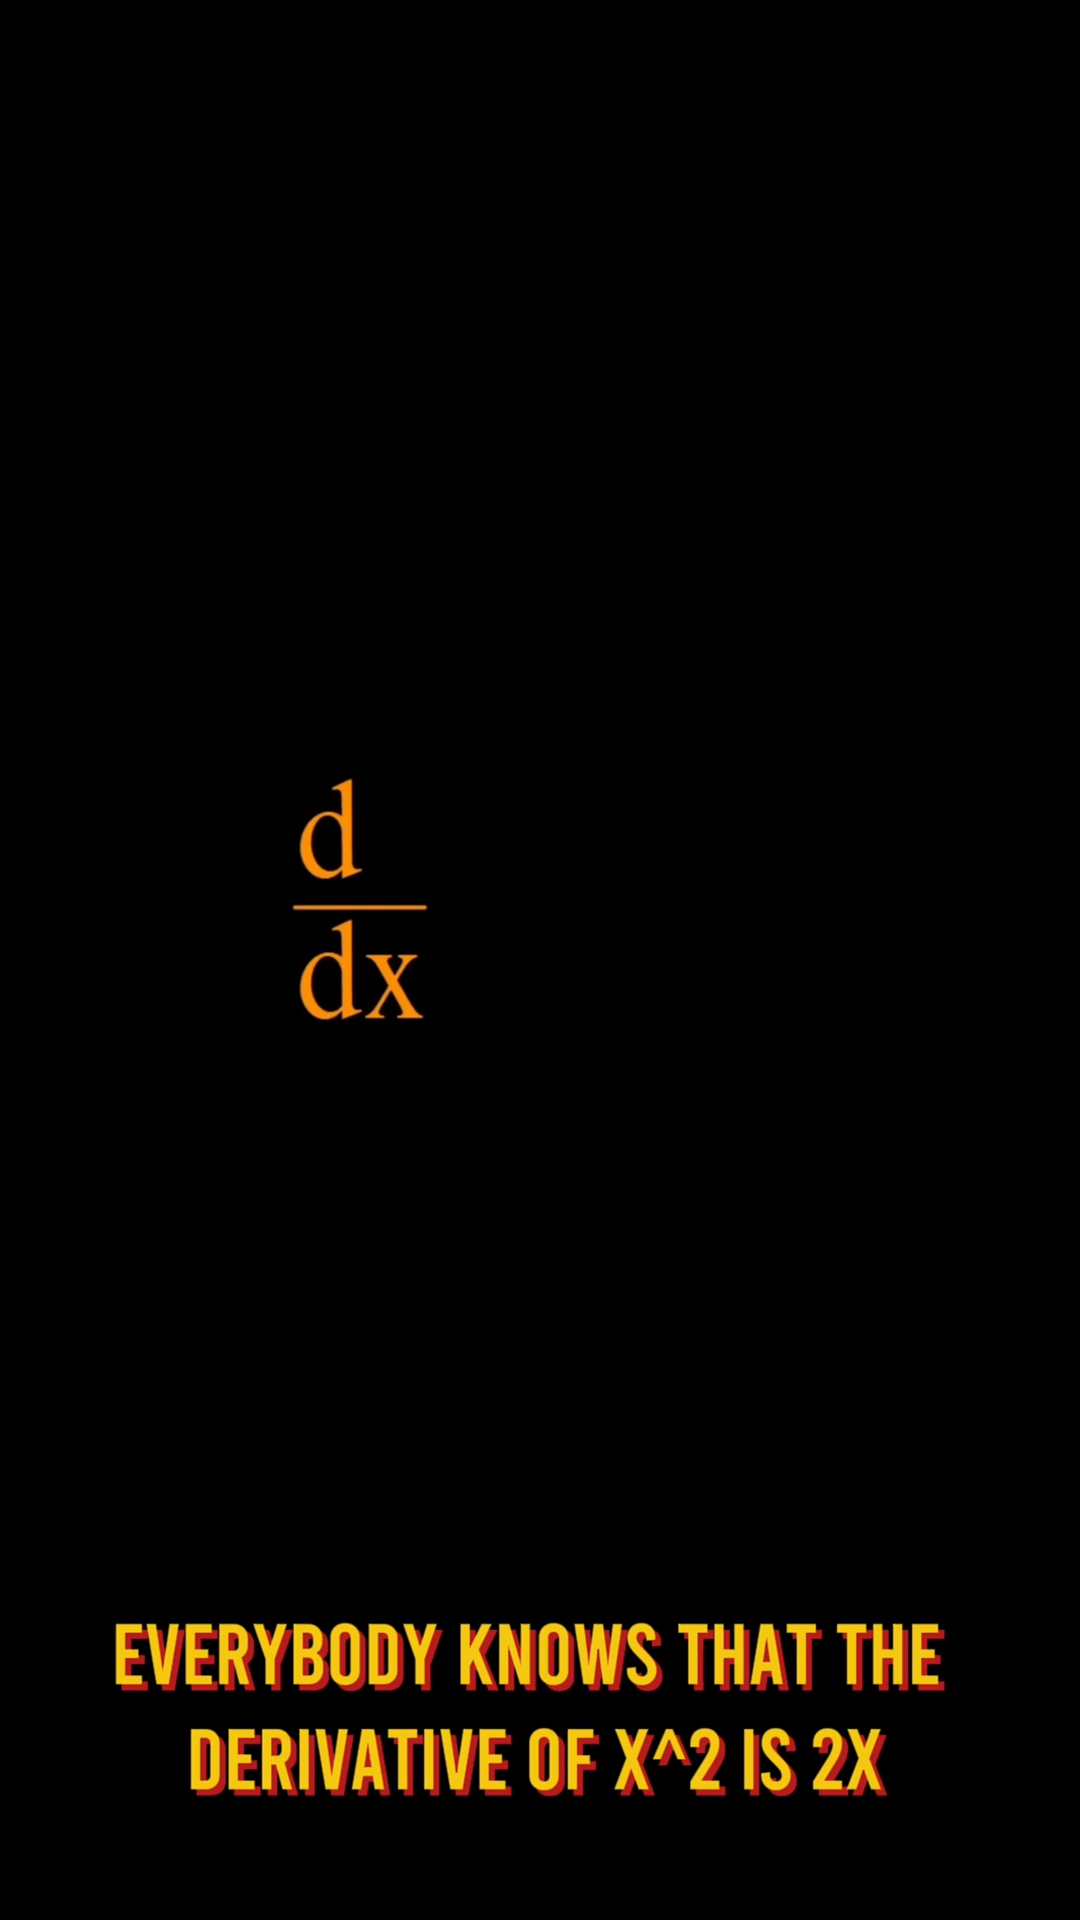 d
dx
EVERYBODY KNOWS THAT THE
DERIVATIVE OF X^2 IS 2X